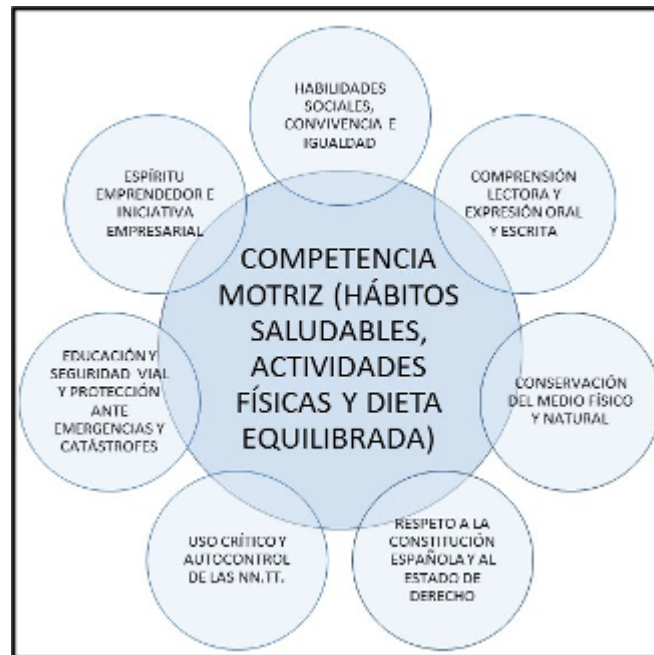 HABILIDADES
SOCIALES,
CONVIVENCIA E
IGUALDAD
ESPÍRITU
EMPRENDEDOR E
INICIATIVA
EMPRESARIAL
COMPRENSIÓN
LECTORA Y
EXPRESIÓN ORAL
Y ESCRITA
COMPETENCIA
MOTRIZ (HÁBITOS
SALUDABLES,
ACTIVIDADES
FÍSICAS Y DIETA
EQUILIBRADA)
EDUCACIÓN Y
SEGURIDAD VIAL
Y PROTECCIÓN
ANTE
EMERGENCIAS Y
CATÁSTROFES
CONSERVACIÓN
DEL MEDIO FÍSICO
Y NATURAL
USO CRÍTICO Y
AUTOCONTROL
DE LAS NN.TT.
RESPETO A LA
CONSTITUCIÓN
ESPAÑOLA Y AL
ESTADO DE
DERECHO